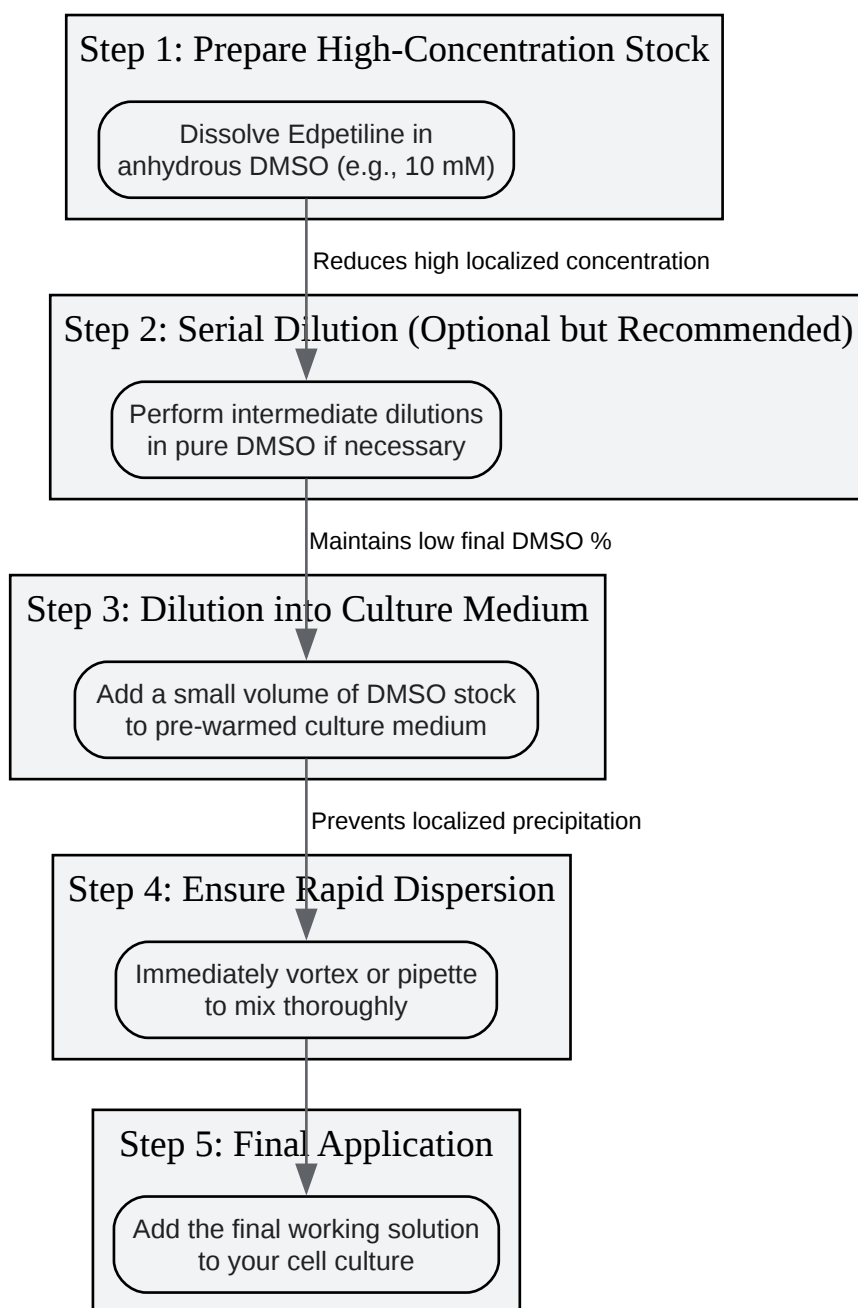 Step 1: Prepare High-Concentration Stock
Dissolve Edpetiline in
anhydrous DMSO (e.g., 10 mM)
Reduces high localized concentration
Step 2: Serial Dilution (Optional but Recommended)
Perform intermediate dilutions
in pure DMSO if necessary
Maintains low final DMSO %
Step 3: Dilution into Culture Medium
Add a small volume of DMSO stock
to pre-warmed culture medium
Prevents localized precipitation
Step 4: Ensure Rapid Dispersion
Immediately vortex or pipette
to mix thoroughly
Step 5: Final Application
Add the final working solution
to your cell culture